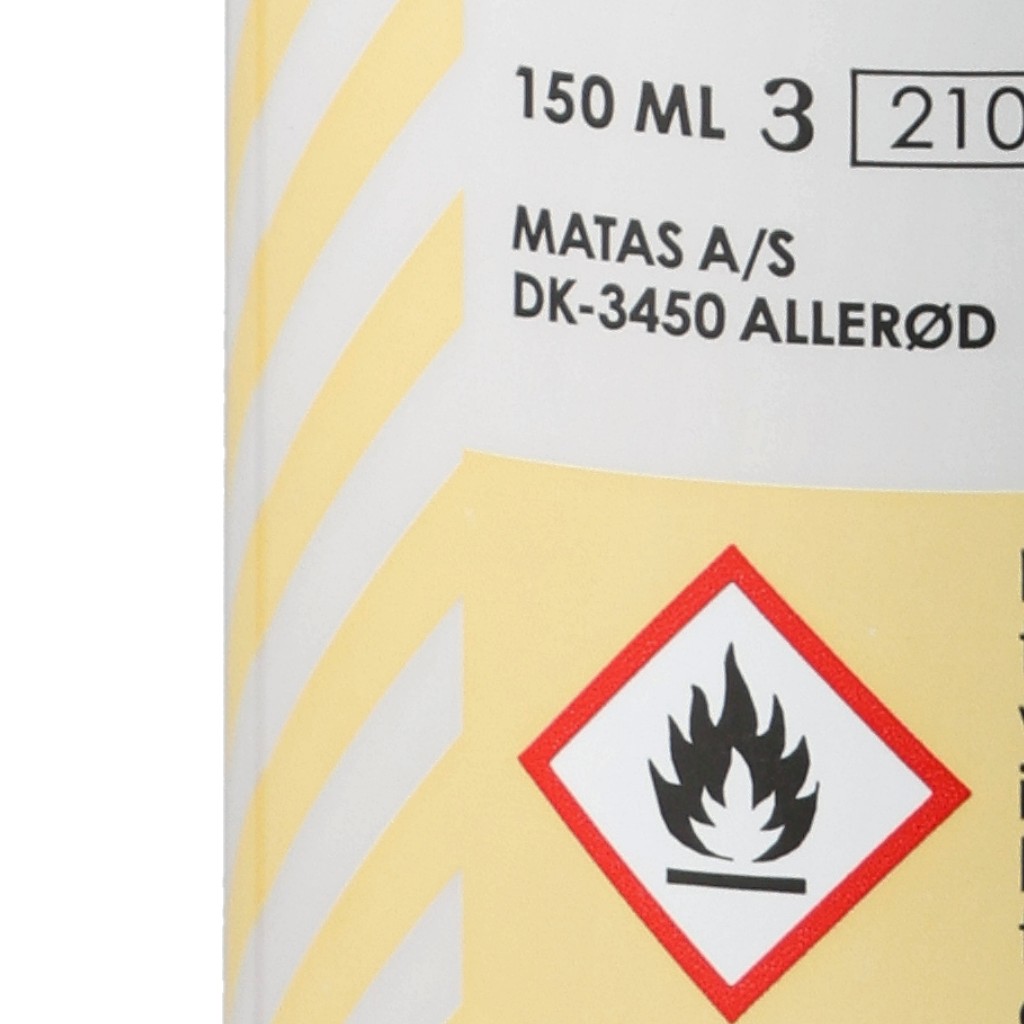 150 ML 3 210
MATAS A/S
DK-3450 ALLERØD